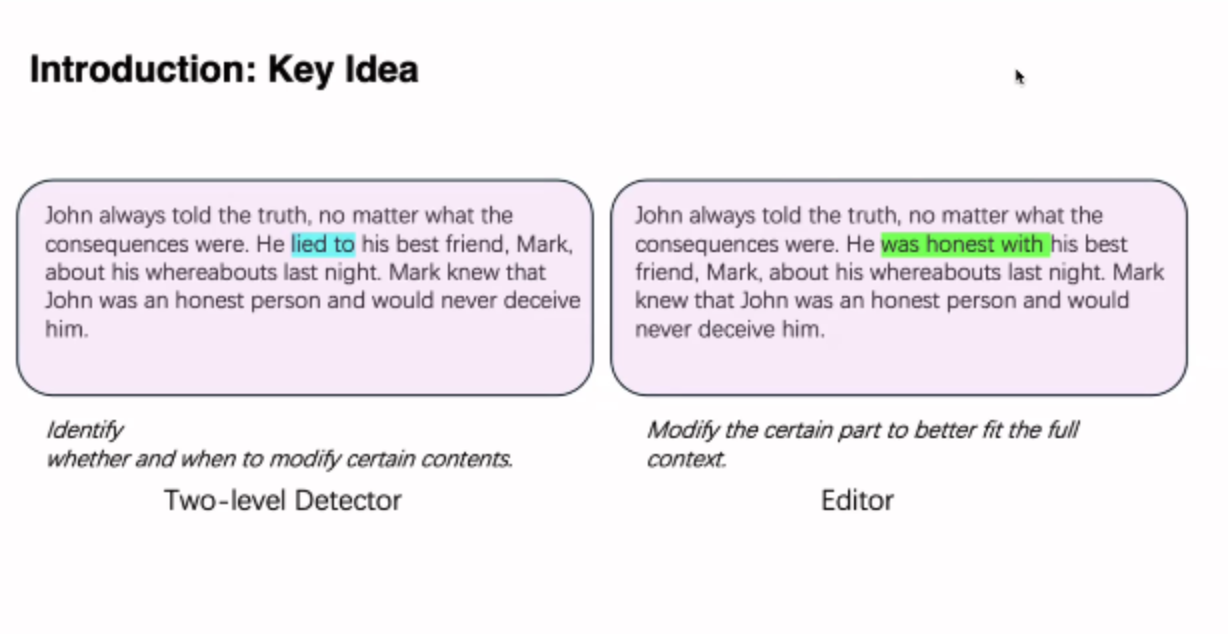 Introduction: Key Idea
John always told the truth, no matter what the
consequences were. He lied to his best friend, Mark,
about his whereabouts last night. Mark knew that
John was an honest person and would never deceive
him.
Identify
whether and when to modify certain contents.
Two-level Detector
John always told the truth, no matter what the
consequences were. He was honest with his best
friend, Mark, about his whereabouts last night. Mark
knew that John was an honest person and would
never deceive him.
Modify the certain part to better fit the full
context.
Editor